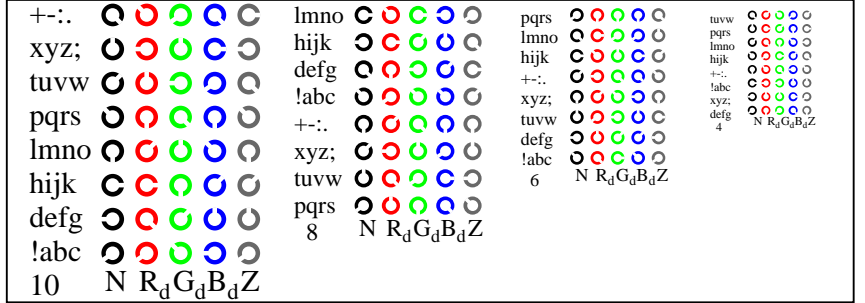 +-:.
xyz;
tuvw
pqrs
lmno
hijk
defg
!abc
10 N RdGdBdZ
lmno
hijk
defg
!abc
+-:.
xyz;
tuvw
pqrs
8 N RdGdBdZ
pqrs
lmno
hijk
+-:.
xyz;
tuvw
defg
!abc
6 N RdGdBdZ
tuvw
pqrs
lmno
hijk
+-:.
!abc
xyz;
defg
4 N RdGdBdZ